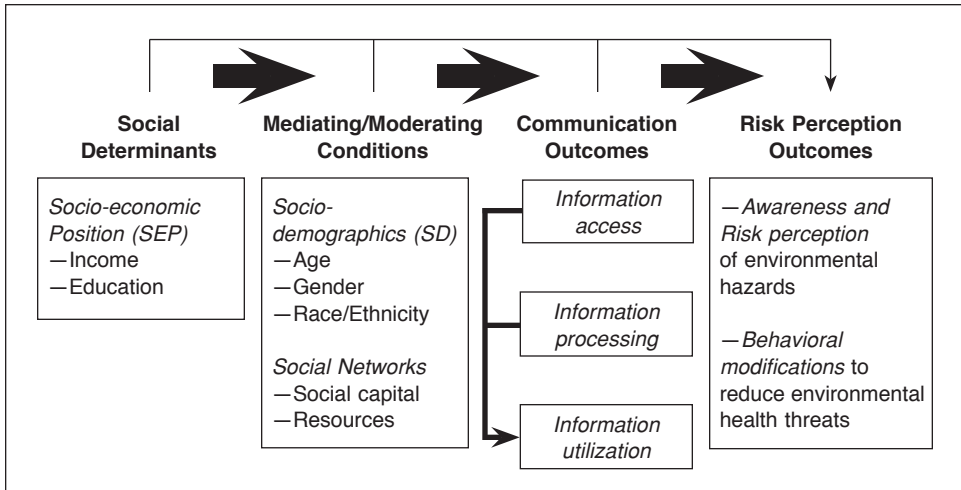 Social
Determinants
Mediating/Moderating
Conditions
Communication
Outcomes
Risk Perception
Outcomes
Socio-economic
Position (SEP)
—Income
—Education
Socio-
demographics (SD)
—Age
—Gender
—Race/Ethnicity
Social Networks
—Social capital
—Resources
Information
access
Information
processing
Information
utilization
—Awareness and
Risk perception
of environmental
hazards
—Behavioral
modifications to
reduce environmental
health threats